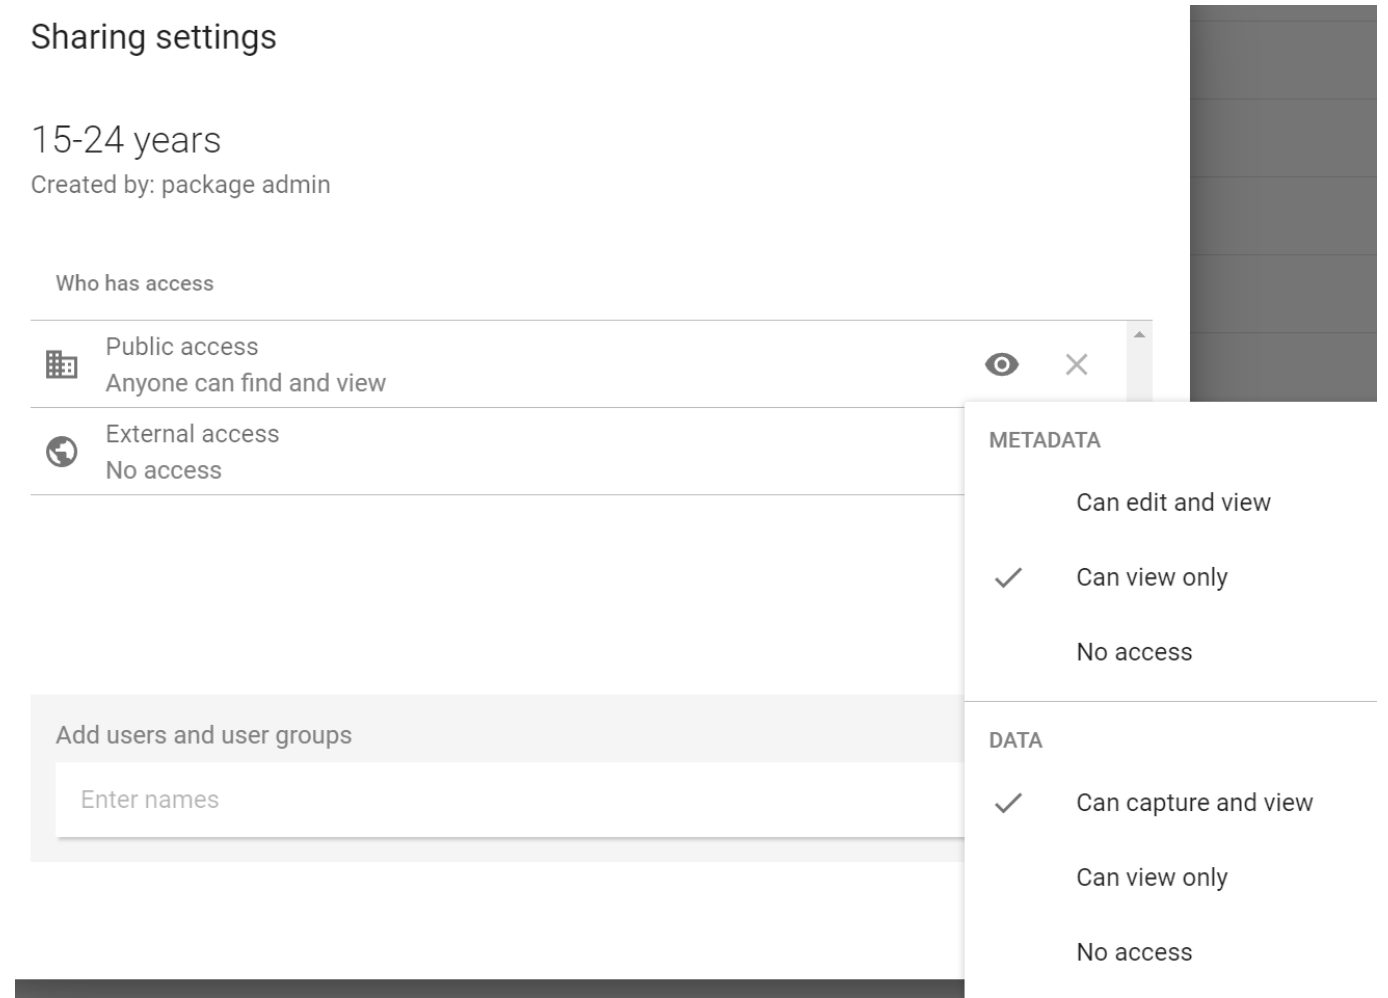 Sharing settings
15-24 years
Created by: package admin
Who has access
Public access
Anyone can find and view
External access
No access
Add users and user groups
Enter names
METADATA
Can edit and view
Can view only
No access
DATA
Can capture and view
Can view only
No access